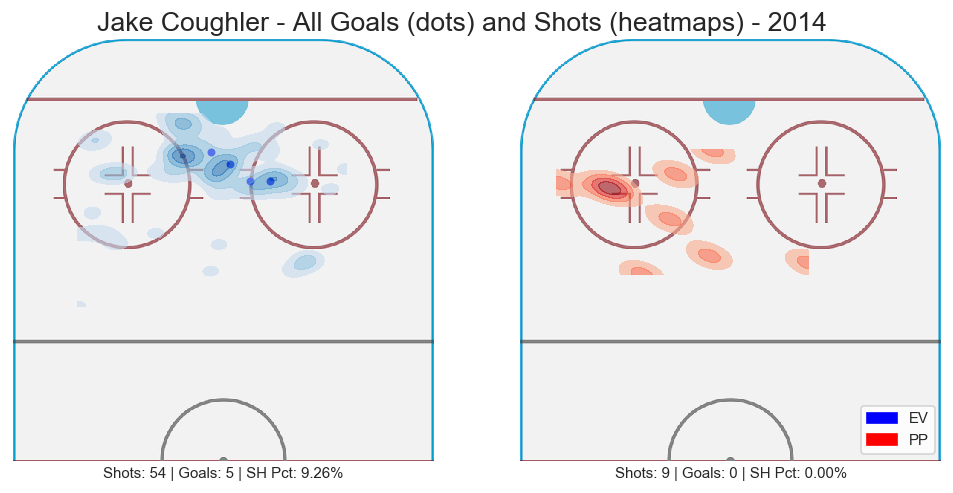 Jake Coughler - All Goals (dots) and Shots (heatmaps) - 2014
EV
PP
Shots: 54 | Goals: 5 | SH Pct: 9.26%
Shots: 9 | Goals: 0 | SH Pct: 0.00%